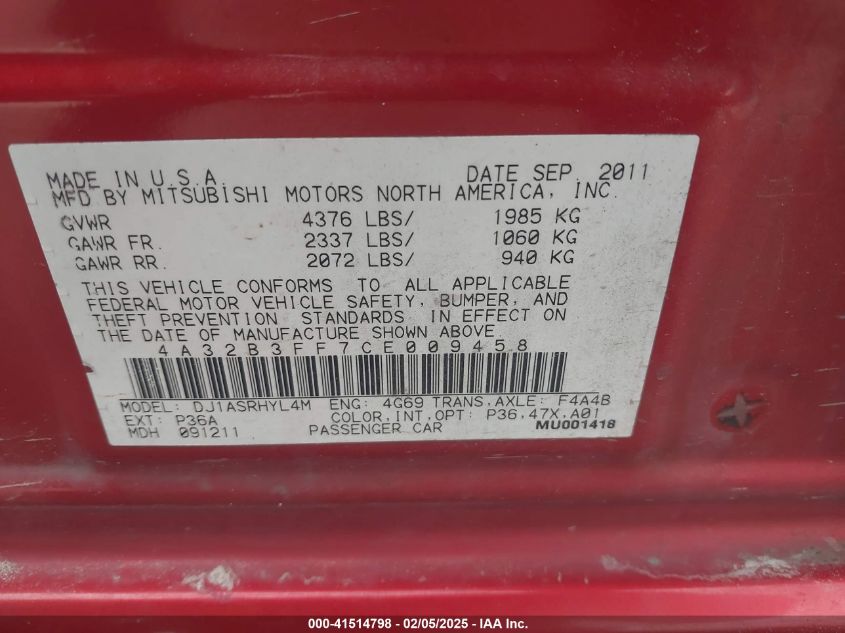 MADE IN U.S.A. DATE SEP. 2011
MFD BY MITSUBISHI MOTORS NORTH AMERICA, INC.
GVWR 4376 LBS/ 1985 KG
GAWR FR. 2337 LBS/ 1060 KG
GAWR RR. 2072 LBS/ 940 KG
THIS VEHICLE CONFORMS TO ALL APPLICABLE
FEDERAL MOTOR VEHICLE SAFETY, BUMPER, AND
THEFT PREVENTION STANDARDS IN EFFECT ON
THE DATE OF MANUFACTURE SHOWN ABOVE
4A32B3FF7CE009458
MODEL: DJ1ASRHYL4M ENG: 4G69 TRANS,AXLE: F4A4B
EXT: P36A COLOR,INT,OPT: P36,47X,A01
MDH 091211 PASSENGER CAR MU001418
000-41514798 - 02/05/2025 - IAA Inc.